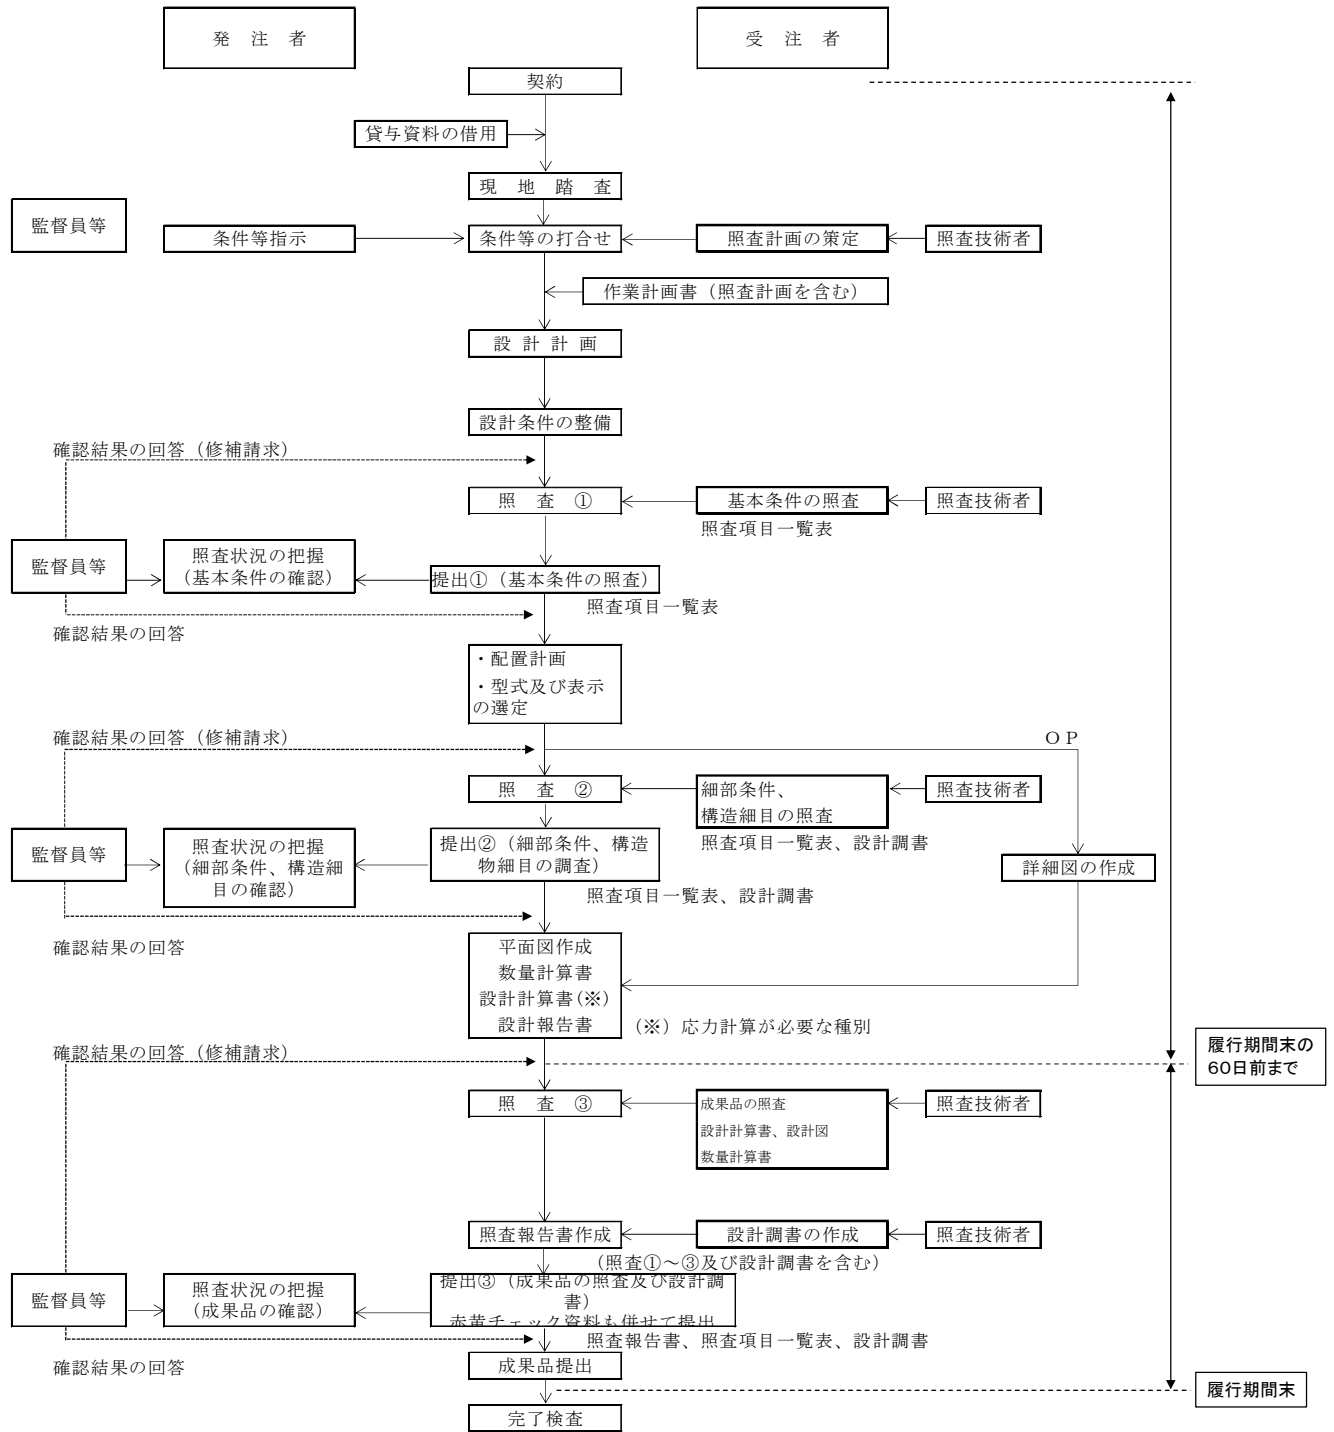 発 注 者
受 注 者
契約
貸与資料の借用
現 地 踏 査
監督員等
条件等指示
条件等の打合せ
照査計画の策定
照査技術者
作業計画書（照査計画を含む）
設 計 計 画
設計条件の整備
確認結果の回答（修補請求）
照 査 ①
基本条件の照査
照査技術者
照査項目一覧表
監督員等
照査状況の把握
（基本条件の確認）
提出①（基本条件の照査）
照査項目一覧表
確認結果の回答
・配置計画
・型式及び表示
の選定
確認結果の回答（修補請求）
ＯＰ
照 査 ②
細部条件、
構造細目の照査
照査技術者
照査項目一覧表、設計調書
監督員等
照査状況の把握
（細部条件、構造細
目の確認）
提出②（細部条件、構造
物細目の調査）
詳細図の作成
照査項目一覧表、設計調書
確認結果の回答
平面図作成
数量計算書
設計計算書(※)
設計報告書
（※）応力計算が必要な種別
確認結果の回答（修補請求）
履行期間末の
60日前まで
照 査 ③
成果品の照査
設計計算書、設計図
数量計算書
照査技術者
照査報告書作成
設計調書の作成
照査技術者
（照査①～③及び設計調書を含む）
監督員等
照査状況の把握
（成果品の確認）
提出③（成果品の照査及び設計調
書）
赤黄チェック資料も併せて提出
照査報告書、照査項目一覧表、設計調書
確認結果の回答
成果品提出
履行期間末
完了検査